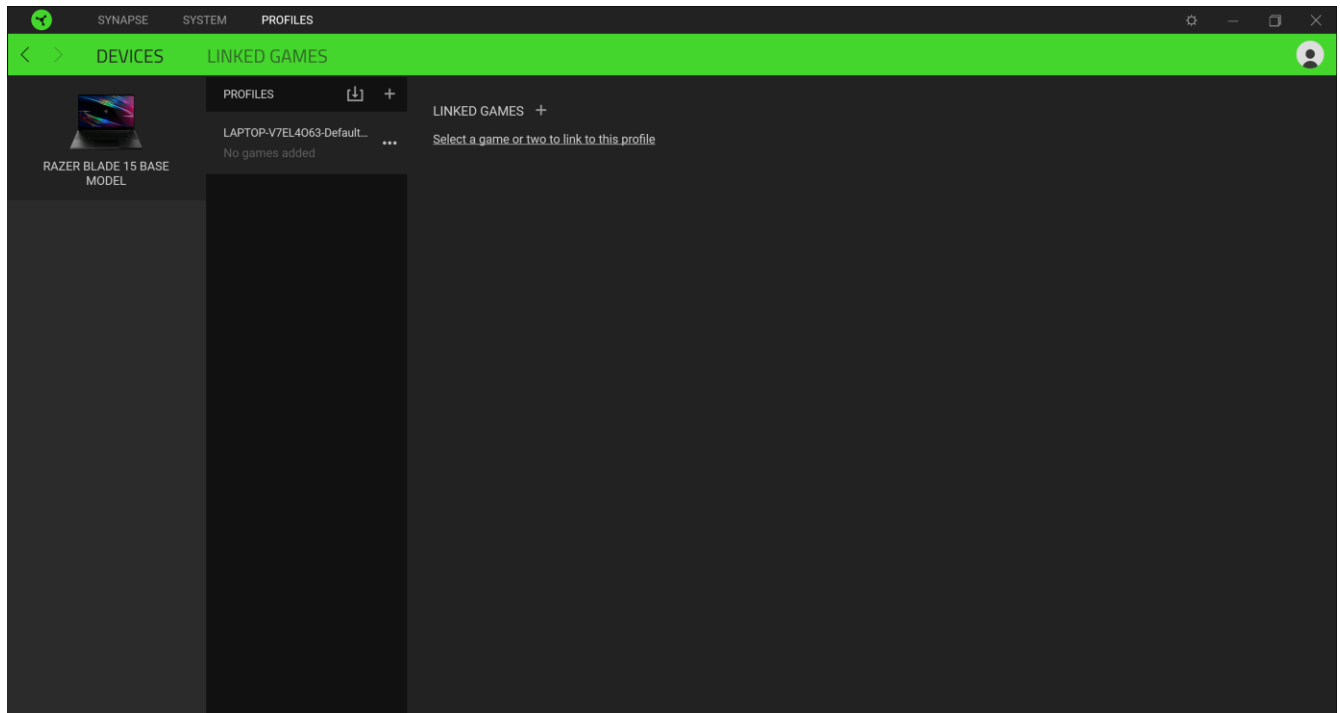 SYNAPSE SYSTEM PROFILES
DEVICES LINKED GAMES
RAZER BLADE 15 BASE
MODEL
PROFILES
LAPTOP-V7EL4O63-Default...
No games added
LINKED GAMES
Select a game or two to link to this profile